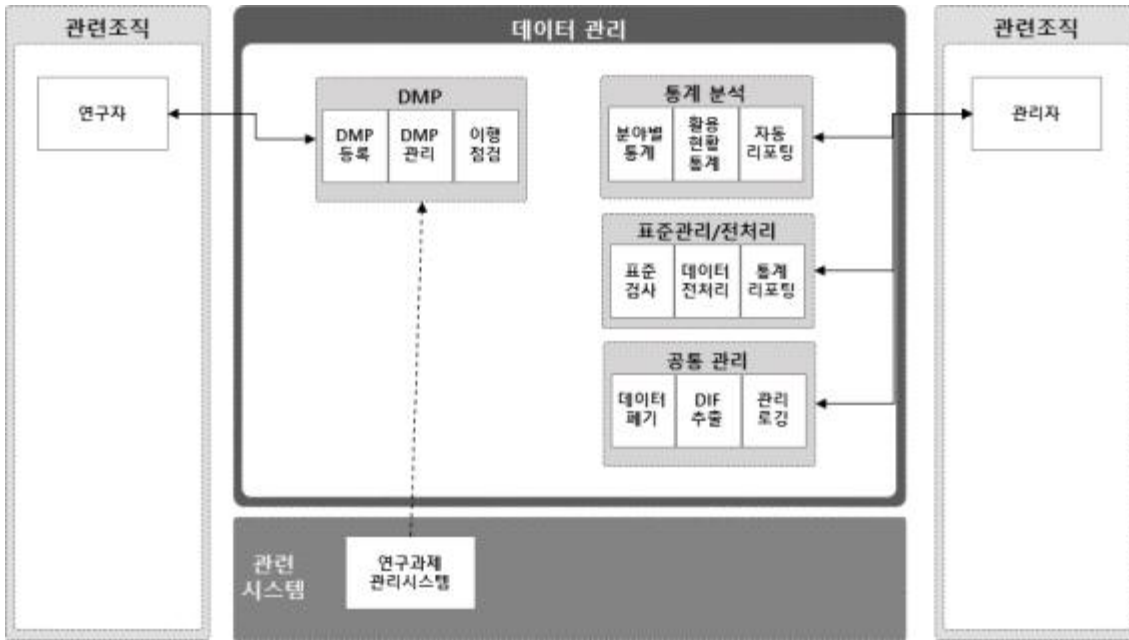 관련조직
연구자
데이터 관리
DMP
DMP
등록
DMP
관리
이행
점검
통계 분석
분야별
통계
활용
현황
통계
자동
리포팅
표준관리/전처리
표준
검사
데이터
전처리
통계
리포팅
공통 관리
데이터
폐기
DIF
추출
관리
로깅
관련조직
관리자
관련
시스템
연구과제
관리시스템